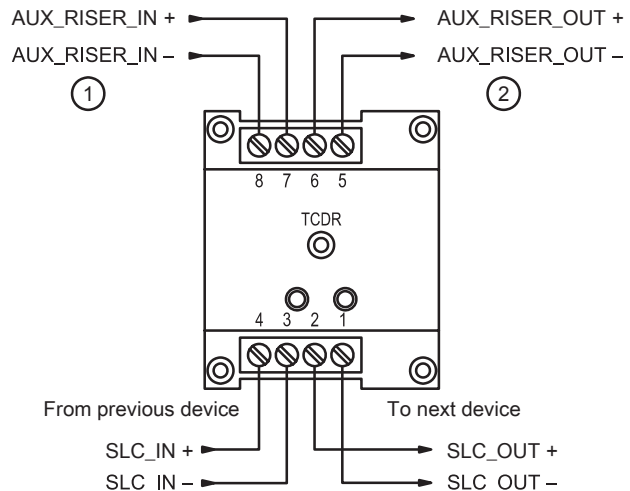 AUX_RISER_IN +
AUX_RISER_OUT +
AUX_RISER_IN –
AUX_RISER_OUT –
1
2
8 7 6 5
TCDR
4 3 2 1
From previous device
To next device
SLC_IN +
SLC_OUT +
SLC IN –
SLC OUT –